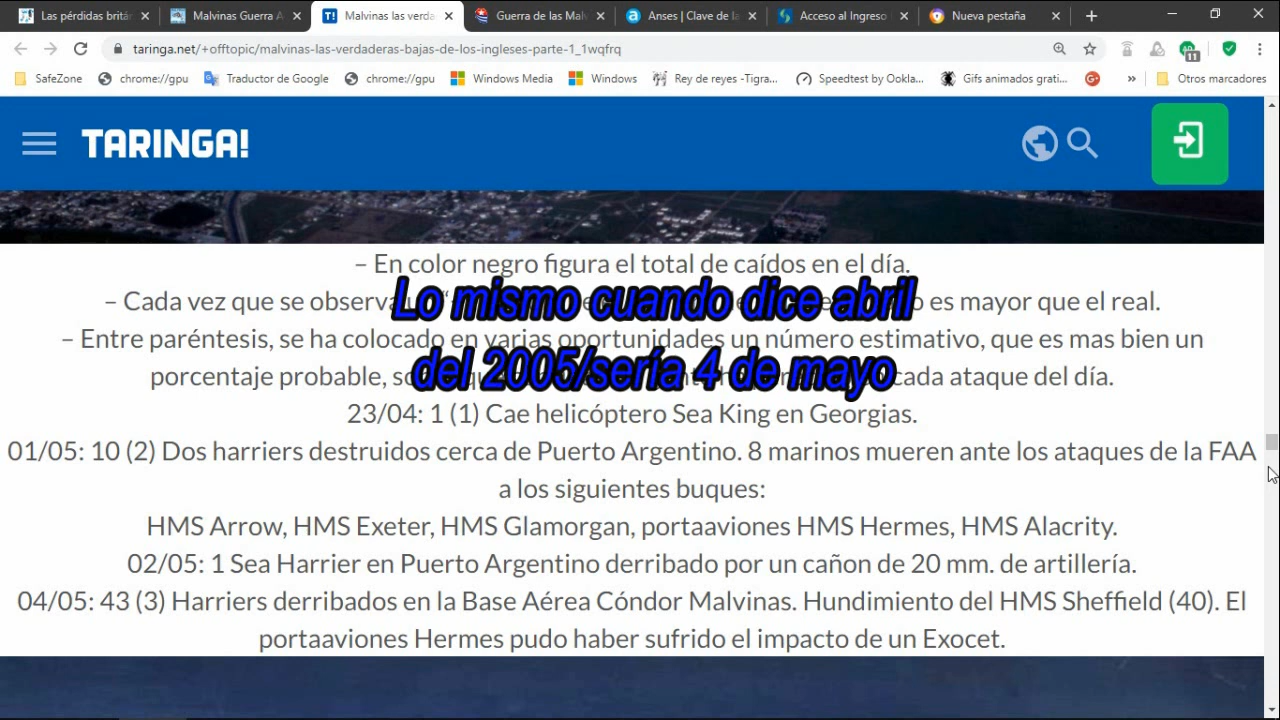 Las pérdidas britár
Malvinas Guerra A
Malvinas las verda
Guerra de las Mal
Anses | Clave de la
Acceso al Ingreso
Nueva pestaña
taringa.net/+offtopic/malvinas-las-verdaderas-bajas-de-los-ingleses-parte-1_1wqfrq
11
SafeZone
chrome://gpu
Traductor de Google
chrome://gpu
Windows Media
Windows
Rey de reyes -Tigra...
Speedtest by Ookla...
Gifs animados grati...
»
Otros marcadores
TARINGA!
– En color negro figura el total de caídos en el día.
– Cada vez que se observa o es mayor que el real.
Lo mismo cuando dice abril
– Entre paréntesis, se ha colocado en varias oportunidades un número estimativo, que es mas bien un
porcentaje probable, cada ataque del día.
del 2005/sería 4 de mayo
23/04: 1 (1) Cae helicóptero Sea King en Georgias.
01/05: 10 (2) Dos harriers destruidos cerca de Puerto Argentino. 8 marinos mueren ante los ataques de la FAA
a los siguientes buques:
HMS Arrow, HMS Exeter, HMS Glamorgan, portaaviones HMS Hermes, HMS Alacrity.
02/05: 1 Sea Harrier en Puerto Argentino derribado por un cañon de 20 mm. de artillería.
04/05: 43 (3) Harriers derribados en la Base Aérea Cóndor Malvinas. Hundimiento del HMS Sheffield (40). El
portaaviones Hermes pudo haber sufrido el impacto de un Exocet.